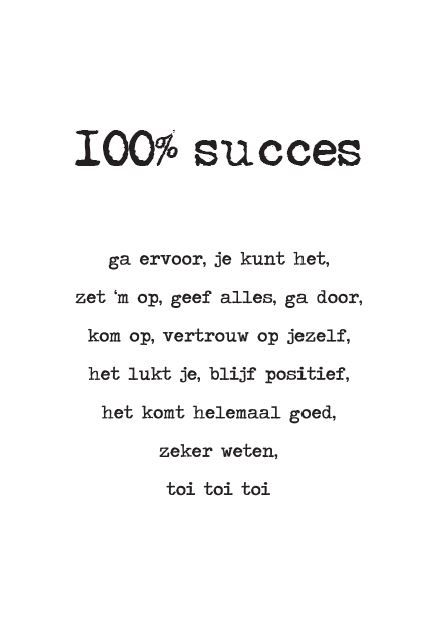 100% succes
ga ervoor, je kunt het,
zet ‘m op, geef alles, ga door,
kom op, vertrouw op jezelf,
het lukt je, blijf positief,
het komt helemaal goed,
zeker weten,
toi toi toi